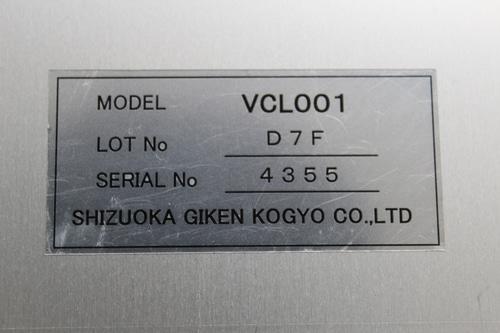 MODEL VCL001
LOT No D7F
SERIAL No 4355
SHIZUOKA GIKEN KOGYO CO.,LTD